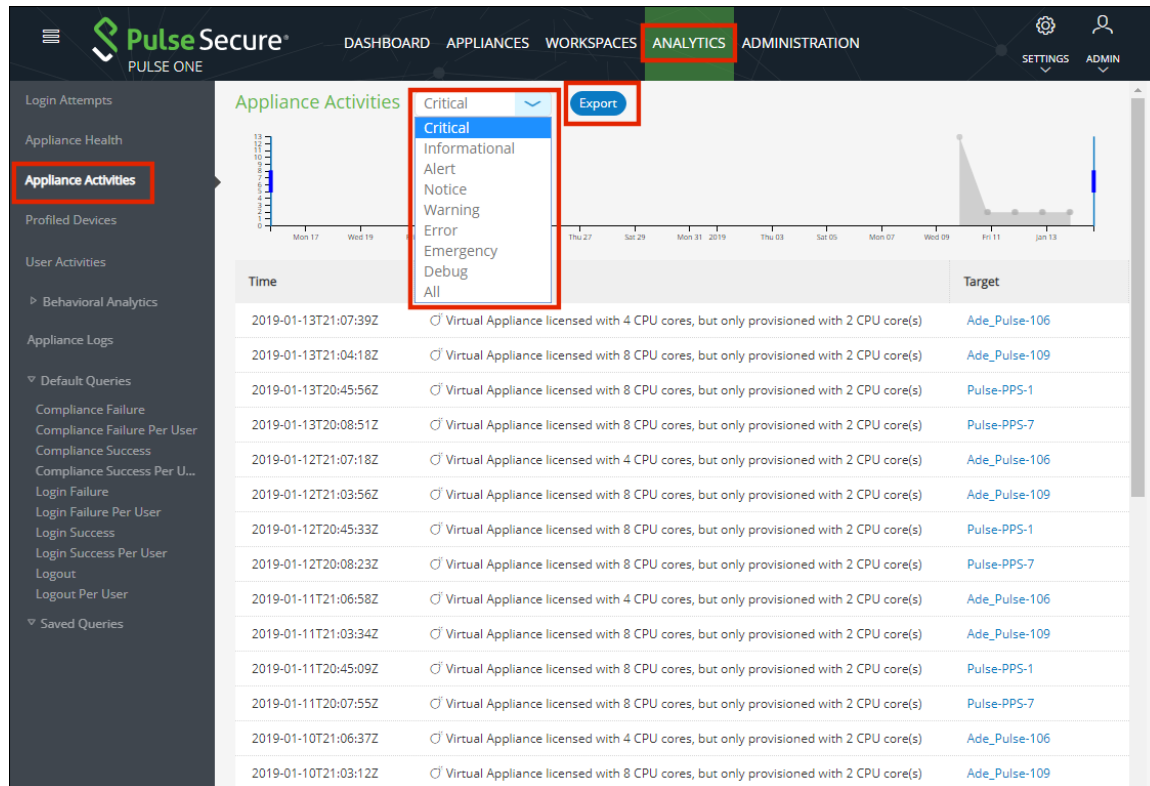 Pulse Secure®
PULSE ONE
DASHBOARD APPLIANCES WORKSPACES ANALYTICS ADMINISTRATION
SETTINGS
ADMIN
Login Attempts
Appliance Health
Appliance Activities
Profiled Devices
User Activities
Behavioral Analytics
Appliance Logs
Default Queries
Compliance Failure
Compliance Failure Per User
Compliance Success
Compliance Success Per U...
Login Failure
Login Failure Per User
Login Success
Login Success Per User
Logout
Logout Per User
Saved Queries
Appliance Activities
Critical
Export
Critical
Informational
Alert
Notice
Warning
Error
Emergency
Debug
All
13
12
11
10
9
8
7
6
5
4
3
2
1
0
Mon 17 Wed 19 Thu 27 Sat 29 Mon 31 2019 Thu 03 Sat 05 Mon 07 Wed 09 Fri 11 Jan 13
Time Target
2019-01-13T21:07:39Z Virtual Appliance licensed with 4 CPU cores, but only provisioned with 2 CPU core(s) Ade_Pulse-106
2019-01-13T21:04:18Z Virtual Appliance licensed with 8 CPU cores, but only provisioned with 2 CPU core(s) Ade_Pulse-109
2019-01-13T20:45:56Z Virtual Appliance licensed with 8 CPU cores, but only provisioned with 2 CPU core(s) Pulse-PPS-1
2019-01-13T20:08:51Z Virtual Appliance licensed with 8 CPU cores, but only provisioned with 2 CPU core(s) Pulse-PPS-7
2019-01-12T21:07:18Z Virtual Appliance licensed with 4 CPU cores, but only provisioned with 2 CPU core(s) Ade_Pulse-106
2019-01-12T21:03:56Z Virtual Appliance licensed with 8 CPU cores, but only provisioned with 2 CPU core(s) Ade_Pulse-109
2019-01-12T20:45:33Z Virtual Appliance licensed with 8 CPU cores, but only provisioned with 2 CPU core(s) Pulse-PPS-1
2019-01-12T20:08:23Z Virtual Appliance licensed with 8 CPU cores, but only provisioned with 2 CPU core(s) Pulse-PPS-7
2019-01-11T21:06:58Z Virtual Appliance licensed with 4 CPU cores, but only provisioned with 2 CPU core(s) Ade_Pulse-106
2019-01-11T21:03:34Z Virtual Appliance licensed with 8 CPU cores, but only provisioned with 2 CPU core(s) Ade_Pulse-109
2019-01-11T20:45:09Z Virtual Appliance licensed with 8 CPU cores, but only provisioned with 2 CPU core(s) Pulse-PPS-1
2019-01-11T20:07:55Z Virtual Appliance licensed with 8 CPU cores, but only provisioned with 2 CPU core(s) Pulse-PPS-7
2019-01-10T21:06:37Z Virtual Appliance licensed with 4 CPU cores, but only provisioned with 2 CPU core(s) Ade_Pulse-106
2019-01-10T21:03:12Z Virtual Appliance licensed with 8 CPU cores, but only provisioned with 2 CPU core(s) Ade_Pulse-109